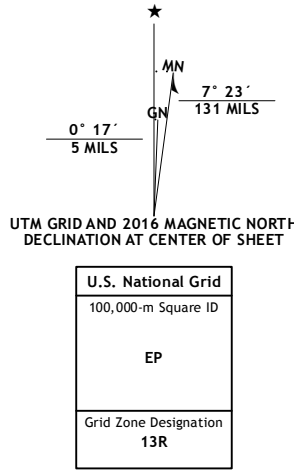 ★
MN
7° 23´
131 MILS
GN
0° 17´
5 MILS
UTM GRID AND 2016 MAGNETIC NORTH
DECLINATION AT CENTER OF SHEET
U.S. National Grid
100,000-m Square ID
EP
Grid Zone Designation
13R